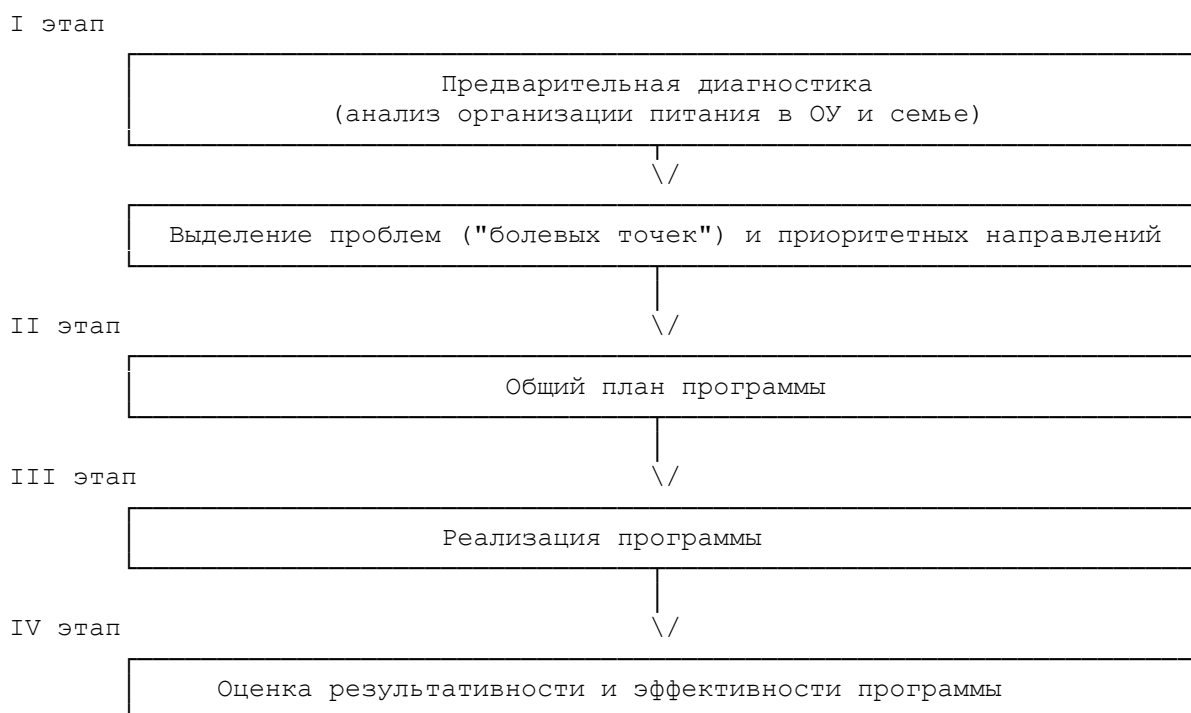 I этап
Предварительная диагностика
(анализ организации питания в ОУ и семье)
\/
Выделение проблем ("болевых точек") и приоритетных направлений
II этап
\/
Общий план программы
III этап
\/
Реализация программы
IV этап
\/
Оценка результативности и эффективности программы